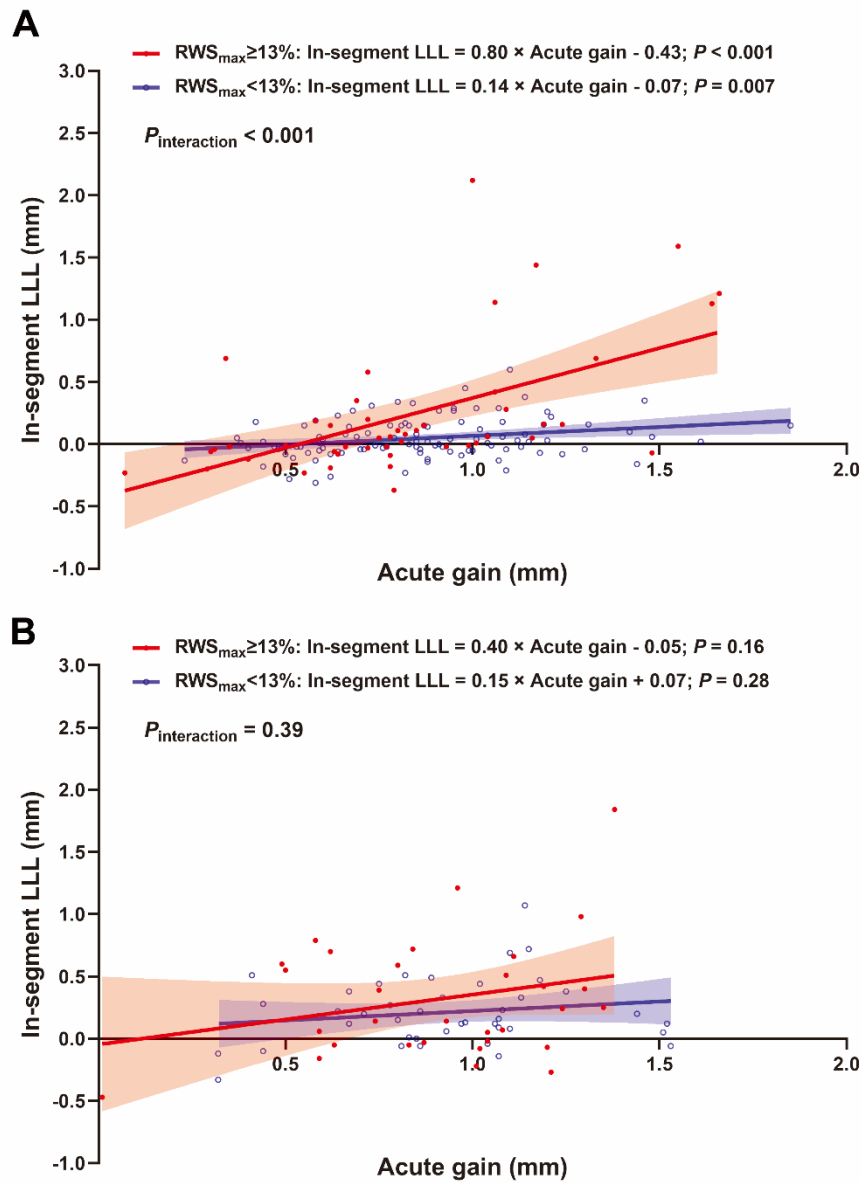 A
RWSmax≥13%: In-segment LLL = 0.80 × Acute gain - 0.43; P < 0.001
RWSmax<13%: In-segment LLL = 0.14 × Acute gain - 0.07; P = 0.007
Pinteraction < 0.001
3.0
2.5
2.0
1.5
1.0
0.5
0.0
-0.5
-1.0
In-segment LLL (mm)
0.5
1.0
1.5
2.0
Acute gain (mm)
B
RWSmax≥13%: In-segment LLL = 0.40 × Acute gain - 0.05; P = 0.16
RWSmax<13%: In-segment LLL = 0.15 × Acute gain + 0.07; P = 0.28
Pinteraction = 0.39
3.0
2.5
2.0
1.5
1.0
0.5
0.0
-0.5
-1.0
In-segment LLL (mm)
0.5
1.0
1.5
2.0
Acute gain (mm)